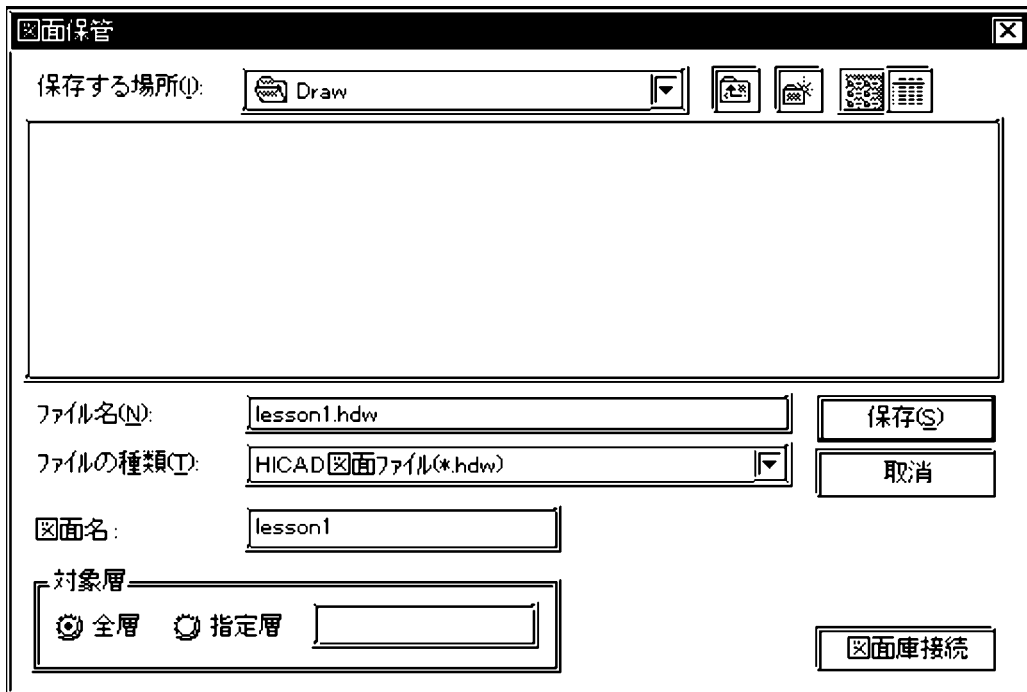 図面保管
保存する場所(I): Draw
ファイル名(N): lesson1.hdw 保存(S)
ファイルの種類(T): HICAD図面ファイル(*.hdw) 取消
図面名: lesson1
対象層
全層 指定層
図面庫接続